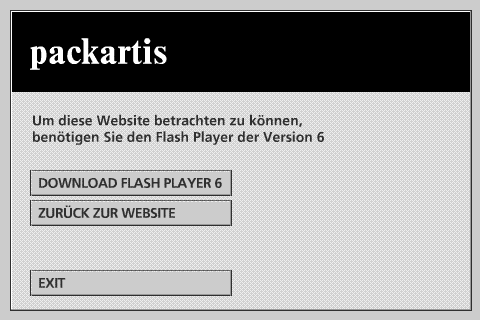 packartis
Um diese Website betrachten zu können,
benötigen Sie den Flash Player der Version 6
DOWNLOAD FLASH PLAYER 6
ZURÜCK ZUR WEBSITE
EXIT